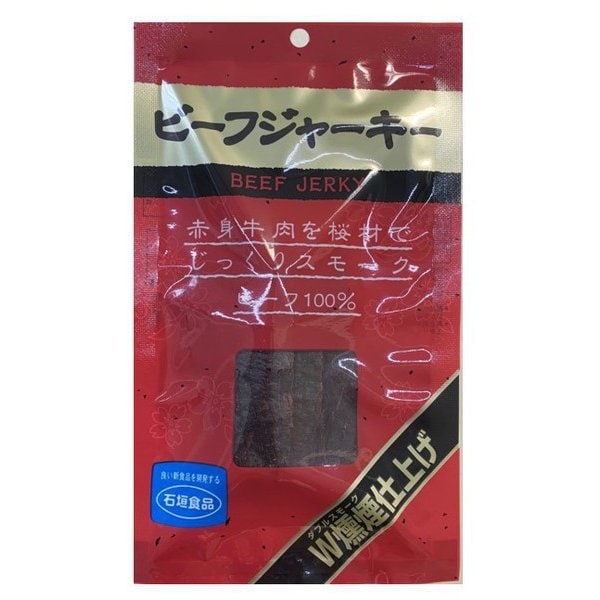 ビーフジャーキー
BEEF JERKY
赤身牛肉を桜材で
じっくりスモーク
ビーフ100%
良い新食品を開発する
石垣食品
ダブルスモーク
W燻煙仕上げ